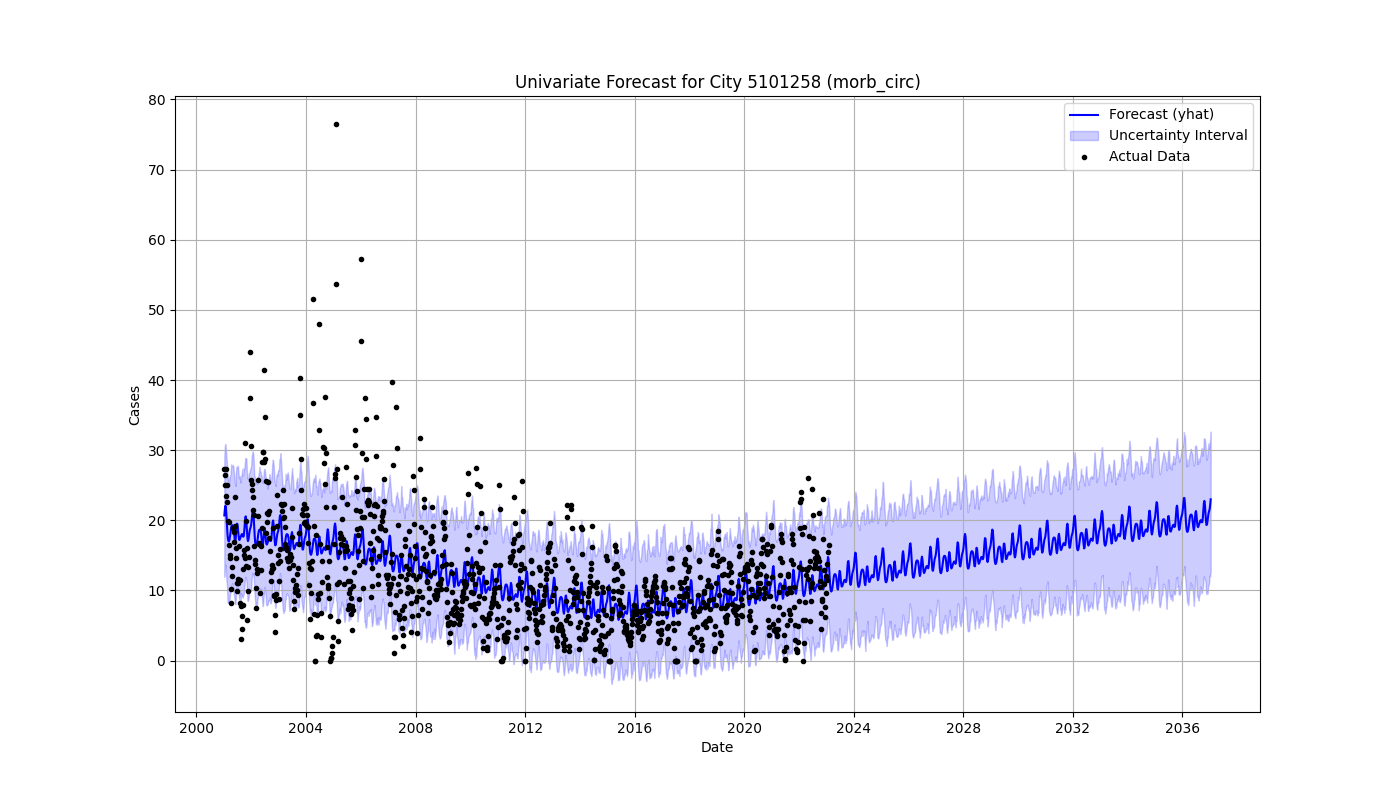 Univariate Forecast for City 5101258 (morb_circ)
Forecast (yhat)
Uncertainty Interval
Actual Data
Cases
80
70
60
50
40
30
20
10
0
2000 2004 2008 2012 2016 2020 2024 2028 2032 2036
Date